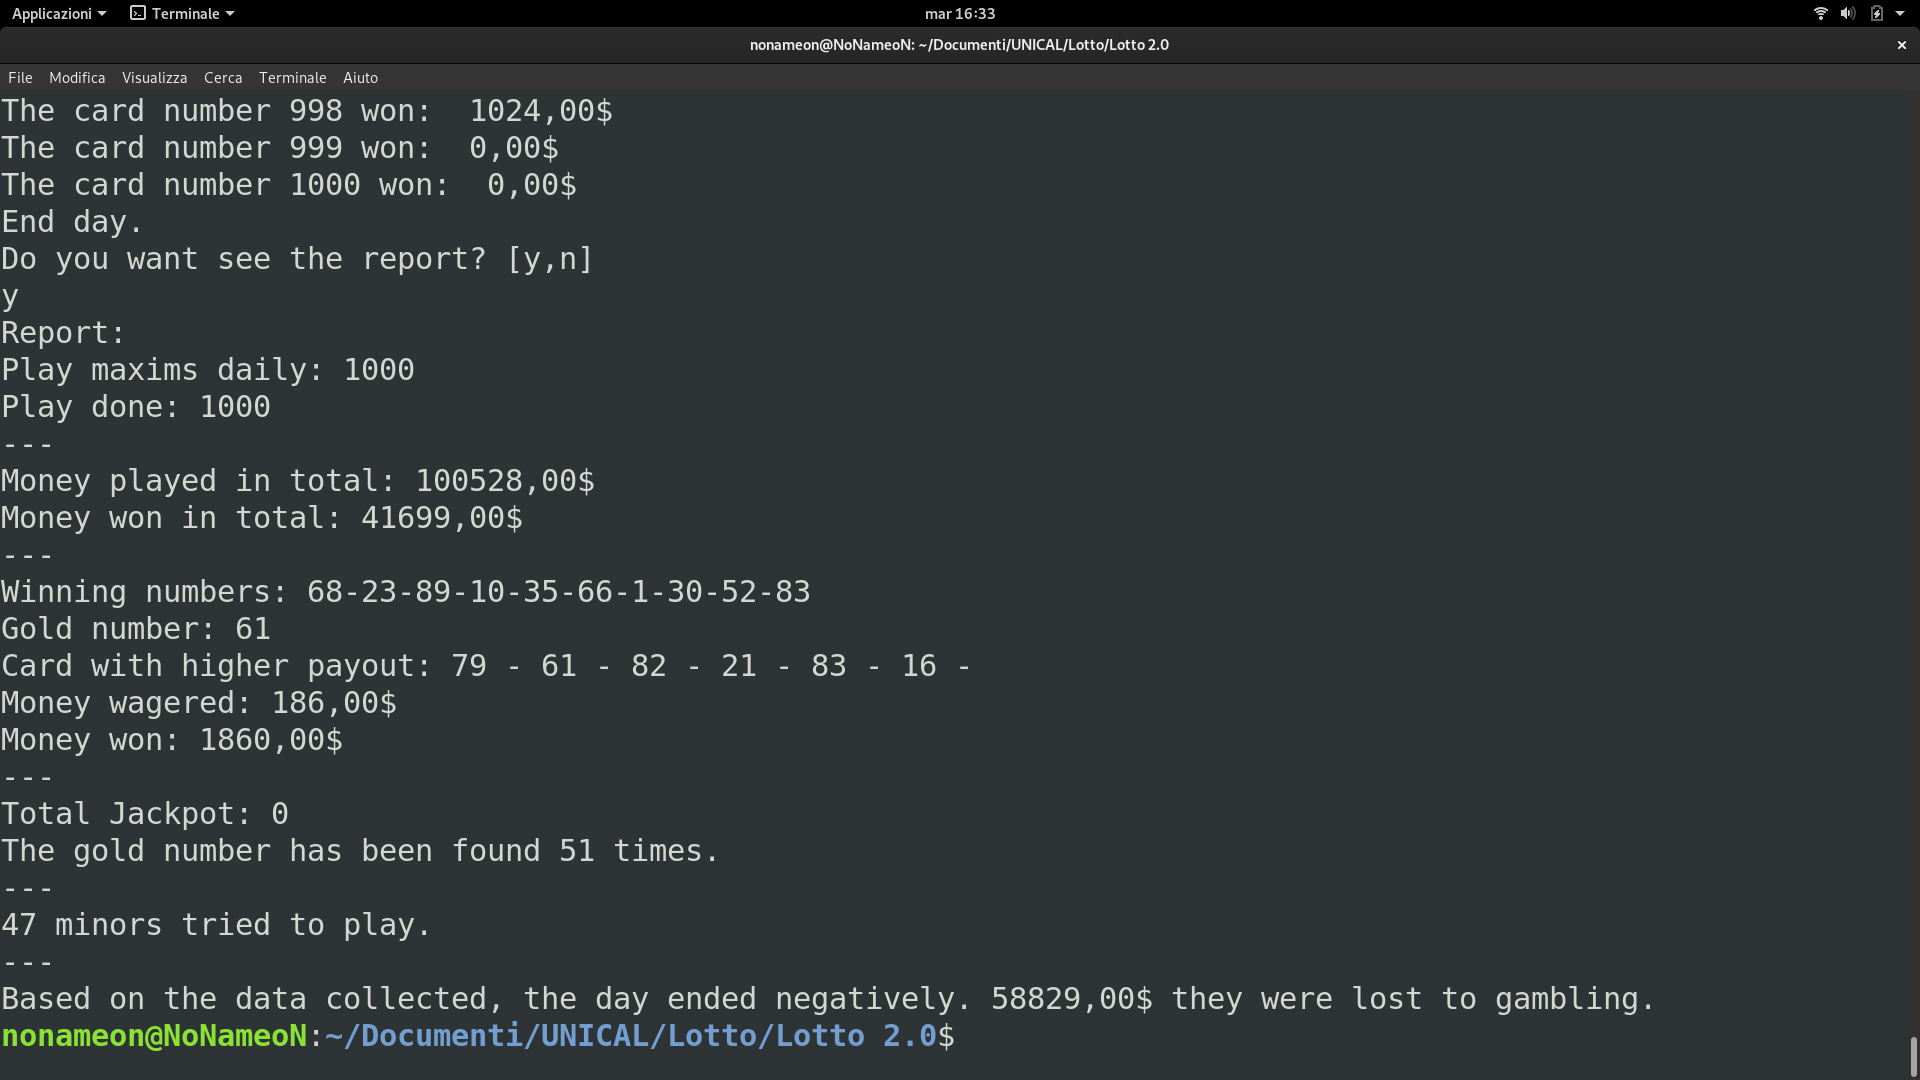 Applicazioni Terminale mar 16:33
nonameon@NoNameoN: ~/Documenti/UNICAL/Lotto/Lotto 2.0
File Modifica Visualizza Cerca Terminale Aiuto
The card number 998 won:  1024,00$
The card number 999 won:  0,00$
The card number 1000 won:  0,00$
End day.
Do you want see the report? [y,n]
y
Report:
Play maxims daily: 1000
Play done: 1000
---
Money played in total: 100528,00$
Money won in total: 41699,00$
---
Winning numbers: 68-23-89-10-35-66-1-30-52-83
Gold number: 61
Card with higher payout: 79 - 61 - 82 - 21 - 83 - 16 -
Money wagered: 186,00$
Money won: 1860,00$
---
Total Jackpot: 0
The gold number has been found 51 times.
---
47 minors tried to play.
---
Based on the data collected, the day ended negatively. 58829,00$ they were lost to gambling.
nonameon@NoNameoN:~/Documenti/UNICAL/Lotto/Lotto 2.0$